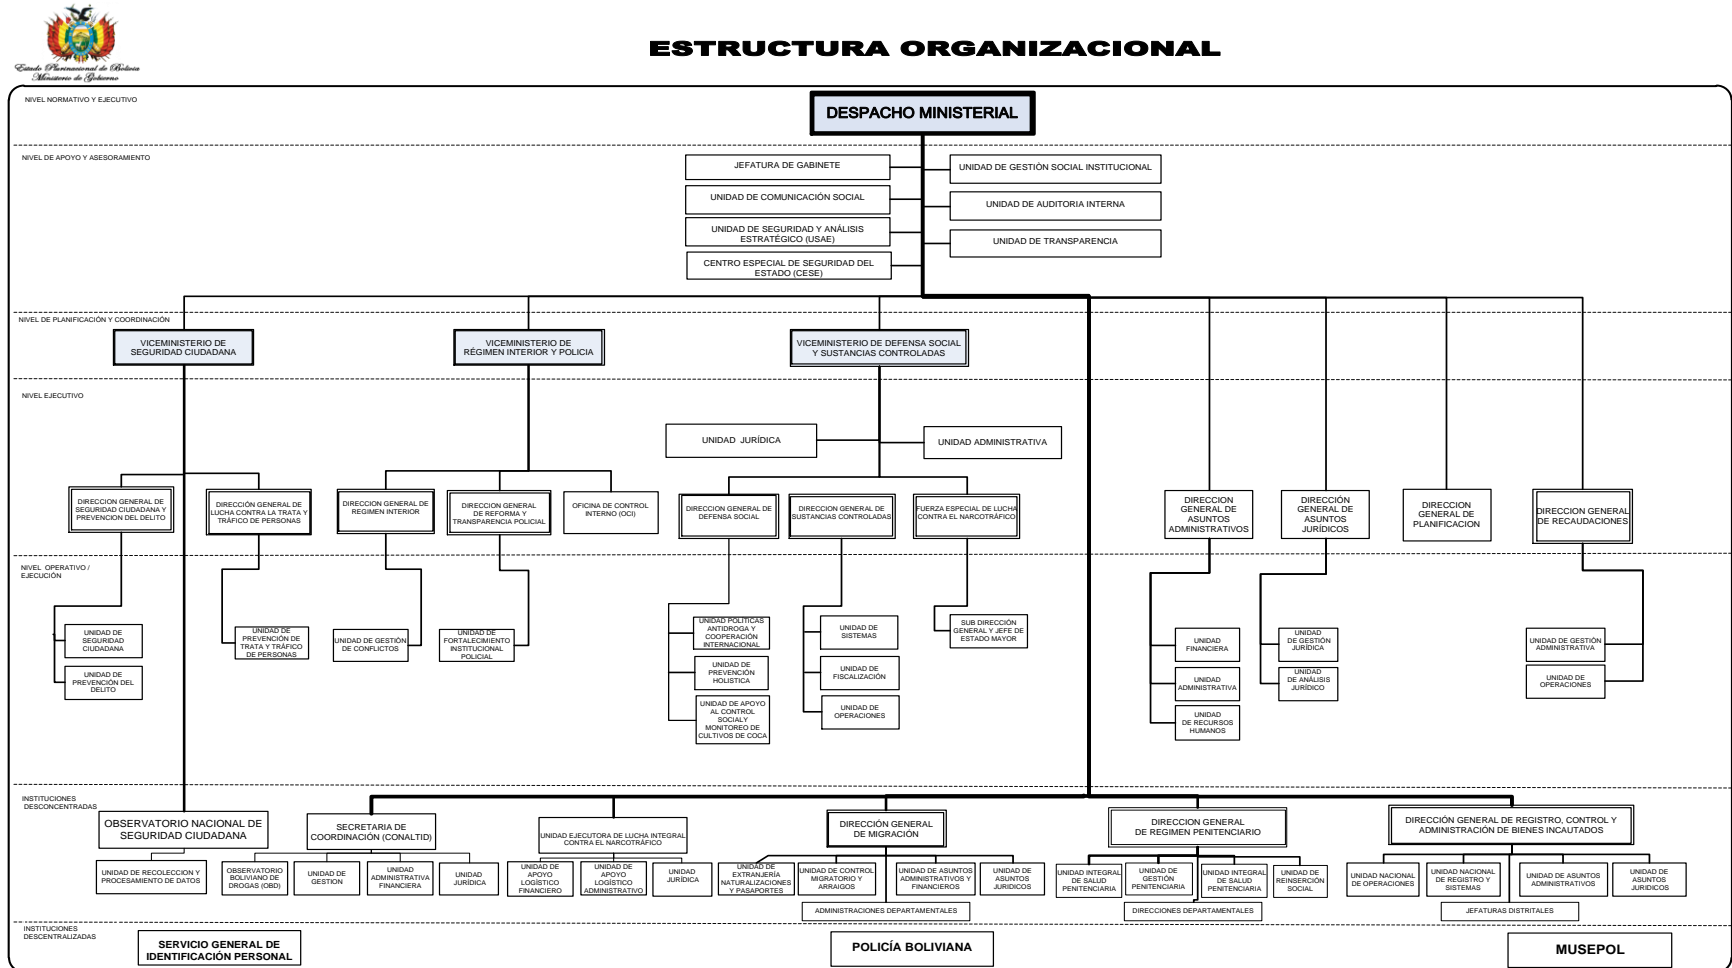 Estado Plurinacional de Bolivia
Ministerio de Gobierno
ESTRUCTURA ORGANIZACIONAL
NIVEL NORMATIVO Y EJECUTIVO
DESPACHO MINISTERIAL
NIVEL DE APOYO Y ASESORAMIENTO
JEFATURA DE GABINETE
UNIDAD DE GESTIÓN SOCIAL INSTITUCIONAL
UNIDAD DE COMUNICACIÓN SOCIAL
UNIDAD DE AUDITORIA INTERNA
UNIDAD DE SEGURIDAD Y ANÁLISIS
ESTRATÉGICO (USAE)
UNIDAD DE TRANSPARENCIA
CENTRO ESPECIAL DE SEGURIDAD DEL
ESTADO (CESE)
NIVEL DE PLANIFICACIÓN Y COORDINACIÓN
VICEMINISTERIO DE
SEGURIDAD CIUDADANA
VICEMINISTERIO DE
RÉGIMEN INTERIOR Y POLICIA
VICEMINISTERIO DE DEFENSA SOCIAL
Y SUSTANCIAS CONTROLADAS
NIVEL EJECUTIVO
UNIDAD JURÍDICA
UNIDAD ADMINISTRATIVA
DIRECCION GENERAL DE
SEGURIDAD CIUDADANA Y
PREVENCION DEL DELITO
DIRECCIÓN GENERAL DE
LUCHA CONTRA LA TRATA Y
TRÁFICO DE PERSONAS
DIRECCION GENERAL DE
REGIMEN INTERIOR
DIRECCION GENERAL
DE REFORMA Y
TRANSPARENCIA POLICIAL
OFICINA DE CONTROL
INTERNO (OCI)
DIRECCION GENERAL DE
DEFENSA SOCIAL
DIRECCION GENERAL DE
SUSTANCIAS CONTROLADAS
FUERZA ESPECIAL DE LUCHA
CONTRA EL NARCOTRÁFICO
DIRECCION
GENERAL DE
ASUNTOS
ADMINISTRATIVOS
DIRECCIÓN
GENERAL DE
ASUNTOS
JURÍDICOS
DIRECCION
GENERAL DE
PLANIFICACION
DIRECCION GENERAL
DE RECAUDACIONES
NIVEL OPERATIVO /
EJECUCIÓN
UNIDAD DE
SEGURIDAD
CIUDADANA
UNIDAD DE
PREVENCIÓN DEL
DELITO
UNIDAD DE
PREVENCIÓN DE
TRATA Y TRÁFICO
DE PERSONAS
UNIDAD DE GESTIÓN
DE CONFLICTOS
UNIDAD DE
FORTALECIMIENTO
INSTITUCIONAL
POLICIAL
UNIDAD POLÍTICAS
ANTIDROGA Y
COOPERACIÓN
INTERNACIONAL
UNIDAD DE
PREVENCIÓN
HOLISTICA
UNIDAD DE APOYO
AL CONTROL
SOCIALY
MONITOREO DE
CULTIVOS DE COCA
UNIDAD DE
SISTEMAS
UNIDAD DE
FISCALIZACIÓN
UNIDAD DE
OPERACIONES
SUB DIRECCIÓN
GENERAL Y JEFE DE
ESTADO MAYOR
UNIDAD
FINANCIERA
UNIDAD
ADMINISTRATIVA
UNIDAD
DE RECURSOS
HUMANOS
UNIDAD
DE GESTIÓN
JURÍDICA
UNIDAD
DE ANÁLISIS
JURÍDICO
UNIDAD DE GESTIÓN
ADMINISTRATIVA
UNIDAD DE
OPERACIONES
INSTITUCIONES
DESCONCENTRADAS
OBSERVATORIO NACIONAL DE
SEGURIDAD CIUDADANA
SECRETARIA DE
COORDINACIÓN (CONALTID)
UNIDAD EJECUTORA DE LUCHA INTEGRAL
CONTRA EL NARCOTRÁFICO
DIRECCIÓN GENERAL
DE MIGRACIÓN
DIRECCION GENERAL
DE REGIMEN PENITENCIARIO
DIRECCIÓN GENERAL DE REGISTRO, CONTROL Y
ADMINISTRACIÓN DE BIENES INCAUTADOS
UNIDAD DE RECOLECCION Y
PROCESAMIENTO DE DATOS
OBSERVATORIO
BOLIVIANO DE
DROGAS (OBD)
UNIDAD DE
GESTION
UNIDAD
ADMINISTRATIVA
FINANCIERA
UNIDAD
JURÍDICA
UNIDAD DE
APOYO
LOGÍSTICO
FINANCIERO
UNIDAD DE
APOYO
LOGÍSTICO
ADMINISTRATIVO
UNIDAD
JURÍDICA
UNIDAD DE
EXTRANJERÍA
NATURALIZACIONES
Y PASAPORTES
UNIDAD DE CONTROL
MIGRATORIO Y
ARRAIGOS
UNIDAD DE ASUNTOS
ADMINISTRATIVOS Y
FINANCIEROS
UNIDAD DE
ASUNTOS
JURIDICOS
UNIDAD INTEGRAL
DE SALUD
PENITENCIARIA
UNIDAD DE
GESTIÓN
PENITENCIARIA
UNIDAD INTEGRAL
DE SALUD
PENITENCIARIA
UNIDAD DE
REINSERCIÓN
SOCIAL
UNIDAD NACIONAL
DE OPERACIONES
UNIDAD NACIONAL
DE REGISTRO Y
SISTEMAS
UNIDAD DE ASUNTOS
ADMINISTRATIVOS
UNIDAD DE
ASUNTOS
JURIDICOS
ADMINISTRACIONES DEPARTAMENTALES
DIRECCIONES DEPARTAMENTALES
JEFATURAS DISTRITALES
INSTITUCIONES
DESCENTRALIZADAS
SERVICIO GENERAL DE
IDENTIFICACIÓN PERSONAL
POLICÍA BOLIVIANA
MUSEPOL